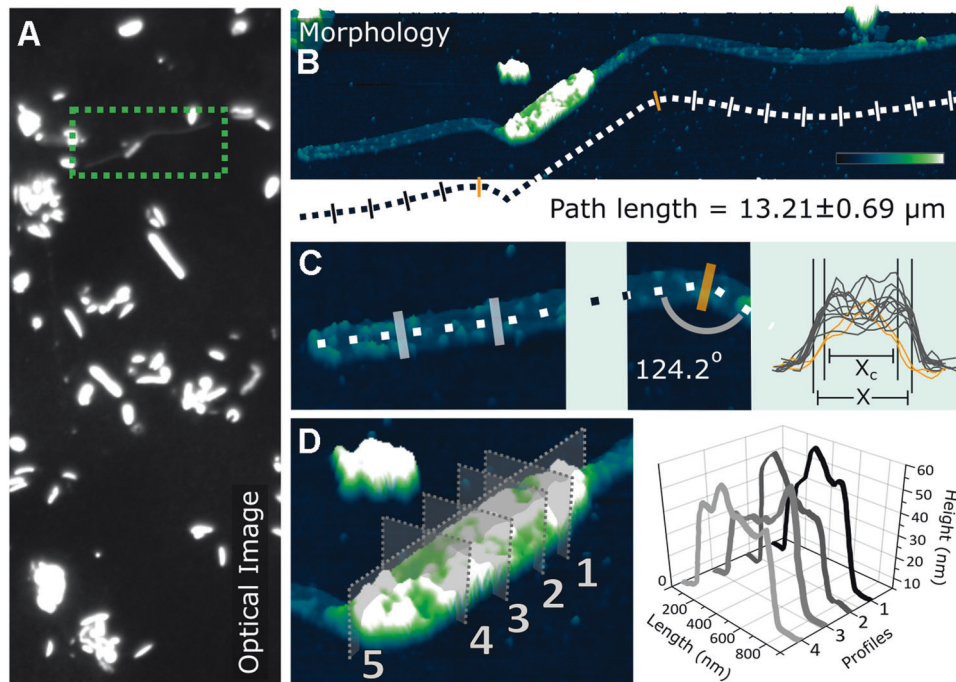 A
Optical Image
Morphology
B
Path length = 13.21±0.69 µm
C
124.2°
Xc
X
D
1
2
3
4
5
60
50
40
30
20
10
Height (nm)
0
200
400
600
800
Length (nm)
1
2
3
4
Profiles